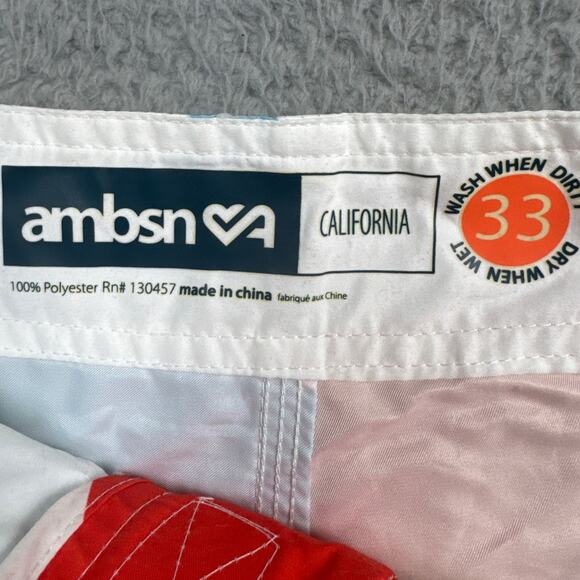 ambsn
CALIFORNIA
WASH WHEN DIRTY
33
DRY WHEN WET
100% Polyester Rn# 130457 made in china fabriqué aux Chine